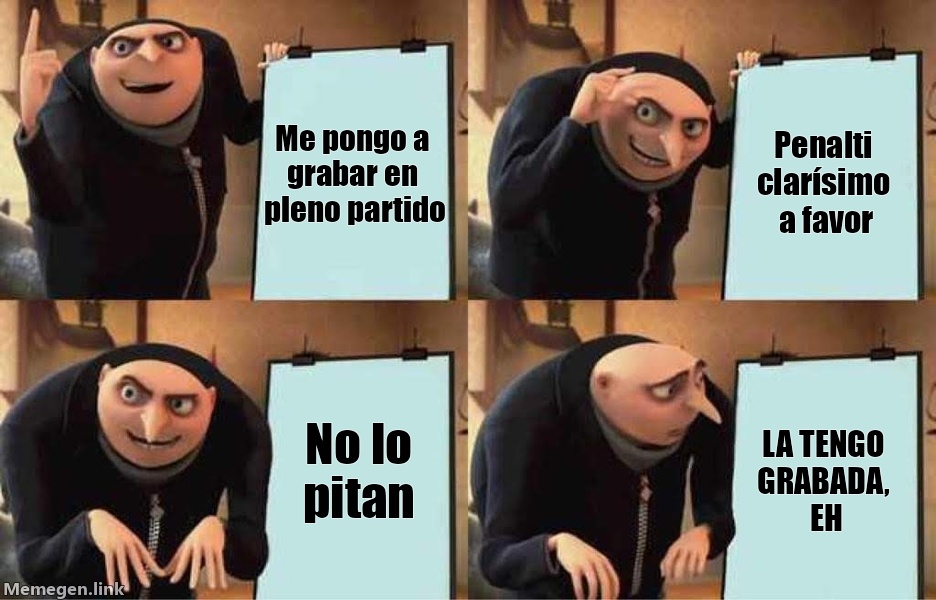 Me pongo a
grabar en
pleno partido
Penalti
clarísimo
a favor
No lo
pitan
LA TENGO
GRABADA,
EH
Memegen.link